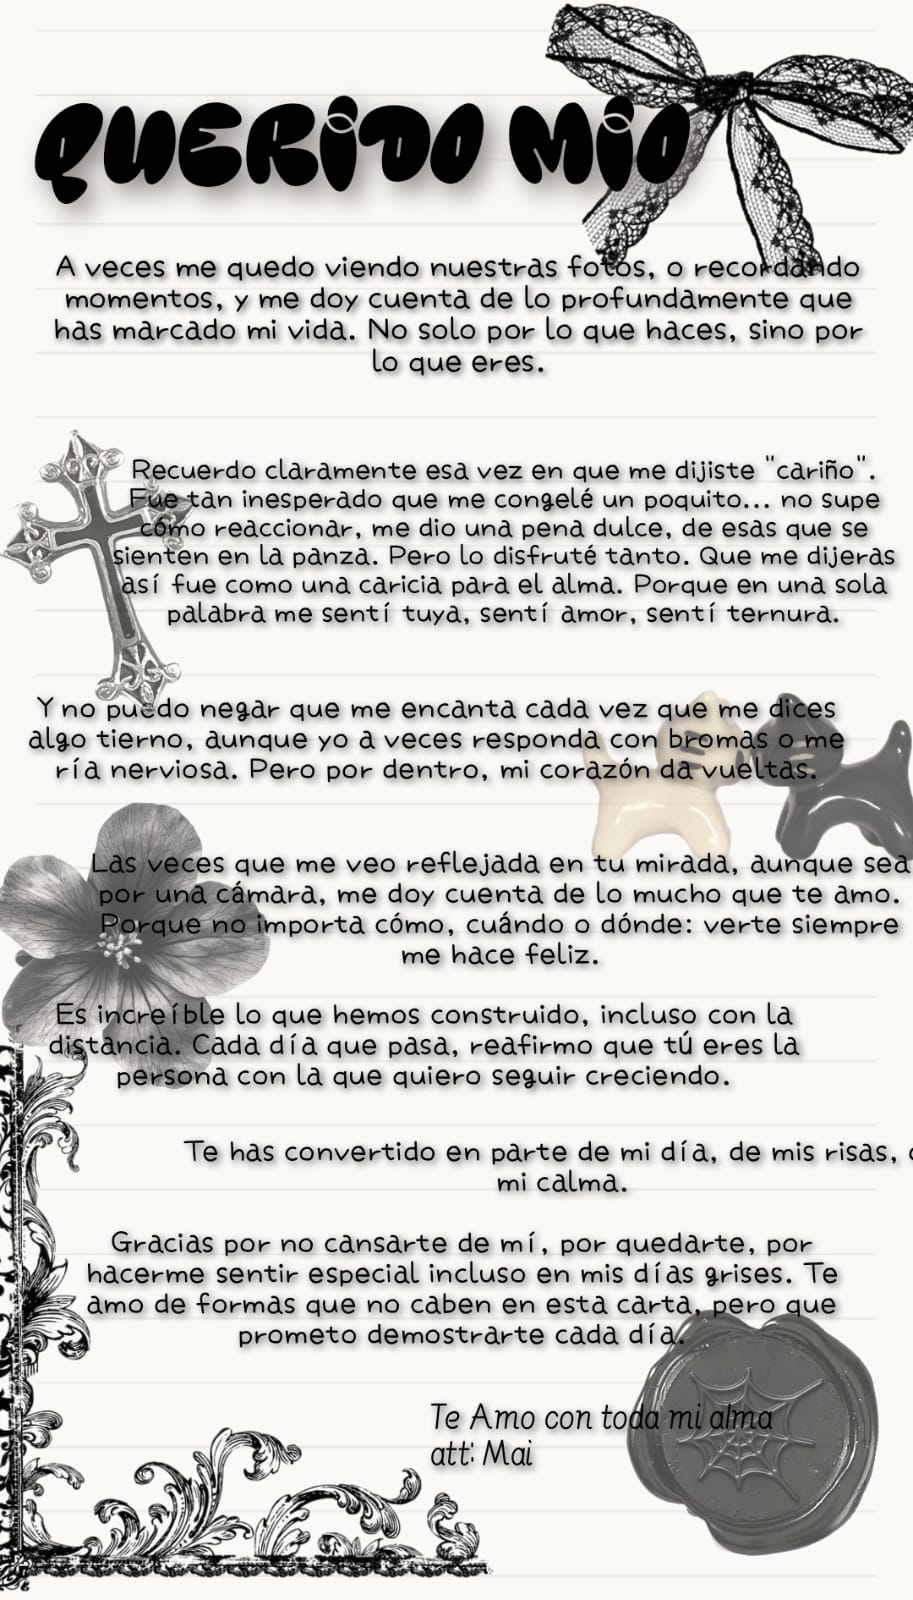 QUERIDO MIO
A veces me quedo viendo nuestras fotos, o recordando
momentos, y me doy cuenta de lo profundamente que
has marcado mi vida. No solo por lo que haces, sino por
lo que eres.
Recuerdo claramente esa vez en que me dijiste "cariño".
Fue tan inesperado que me congelé un poquito... no supe
cómo reaccionar, me dio una pena dulce, de esas que se
sienten en la panza. Pero lo disfruté tanto. Que me dijeras
así fue como una caricia para el alma. Porque en una sola
palabra me sentí tuya, sentí amor, sentí ternura.
Y no puedo negar que me encanta cada vez que me dices
algo tierno, aunque yo a veces responda con bromas o me
ría nerviosa. Pero por dentro, mi corazón da vueltas.
Las veces que me veo reflejada en tu mirada, aunque sea
por una cámara, me doy cuenta de lo mucho que te amo.
Porque no importa cómo, cuándo o dónde: verte siempre
me hace feliz.
Es increíble lo que hemos construido, incluso con la
distancia. Cada día que pasa, reafirmo que tú eres la
persona con la que quiero seguir creciendo.
Te has convertido en parte de mi día, de mis risas,
mi calma.
Gracias por no cansarte de mí, por quedarte, por
hacerme sentir especial incluso en mis días grises. Te
amo de formas que no caben en esta carta, pero que
prometo demostrarte cada día.
Te Amo con toda mi alma
att: Mai